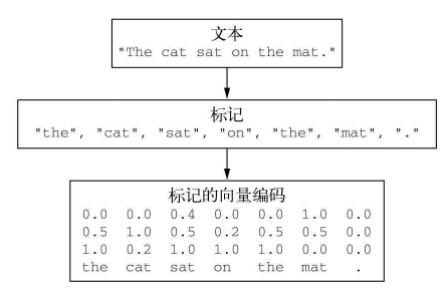 文本
"The cat sat on the mat."
标记
"the", "cat", "sat", "on", "the", "mat", "."
标记的向量编码
0.0 0.0 0.4 0.0 0.0 1.0 0.0
0.5 1.0 0.5 0.2 0.5 0.5 0.0
1.0 0.2 1.0 1.0 1.0 0.0 0.0
the cat sat on the mat .